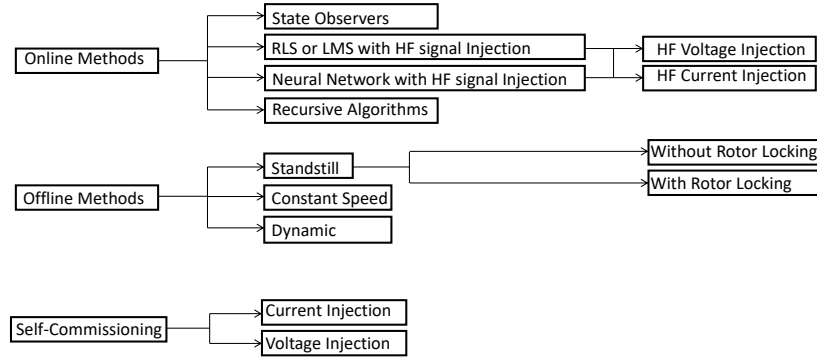 State Observers
Online Methods
RLS or LMS with HF signal Injection
HF Voltage Injection
Neural Network with HF signal Injection
HF Current Injection
Recursive Algorithms
Offline Methods
Standstill
Without Rotor Locking
With Rotor Locking
Constant Speed
Dynamic
Self-Commissioning
Current Injection
Voltage Injection